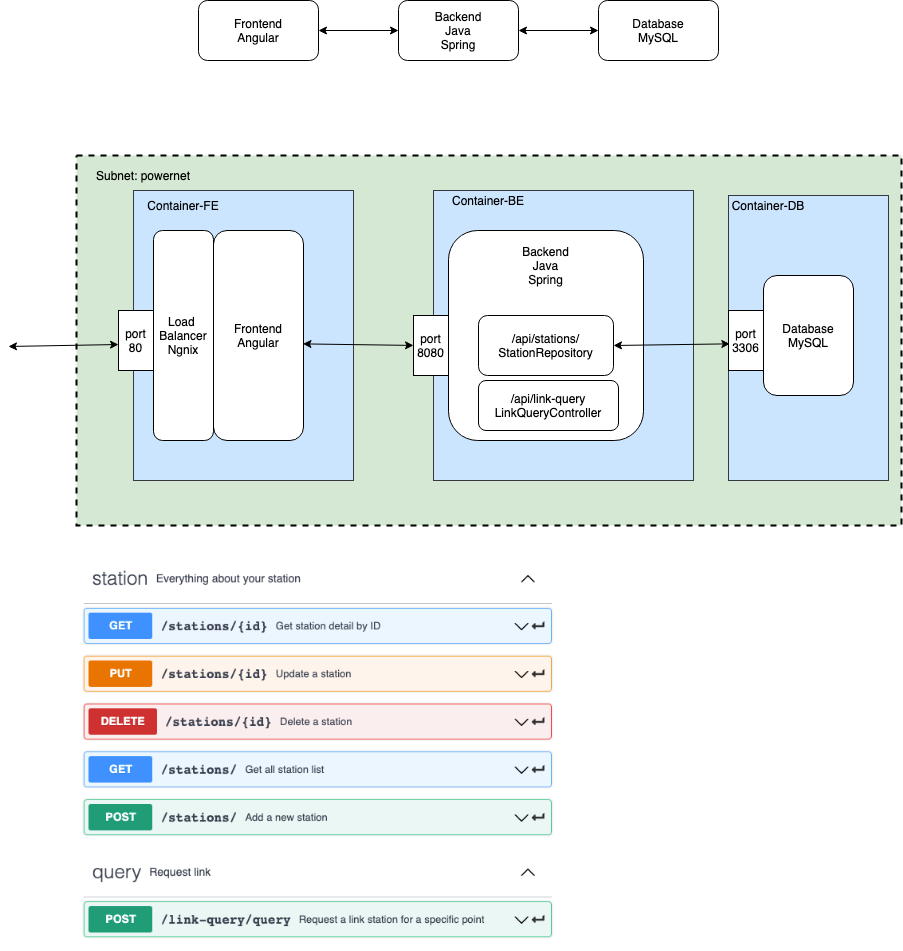 Frontend
Angular
Backend
Java
Spring
Database
MySQL
Subnet: powernet
Container-FE
port
80
Load
Balancer
Ngnix
Frontend
Angular
Container-BE
port
8080
Backend
Java
Spring
/api/stations/
StationRepository
/api/link-query
LinkQueryController
Container-DB
port
3306
Database
MySQL
station Everything about your station
GET /stations/{id} Get station detail by ID
PUT /stations/{id} Update a station
DELETE /stations/{id} Delete a station
GET /stations/ Get all station list
POST /stations/ Add a new station
query Request link
POST /link-query/query Request a link station for a specific point